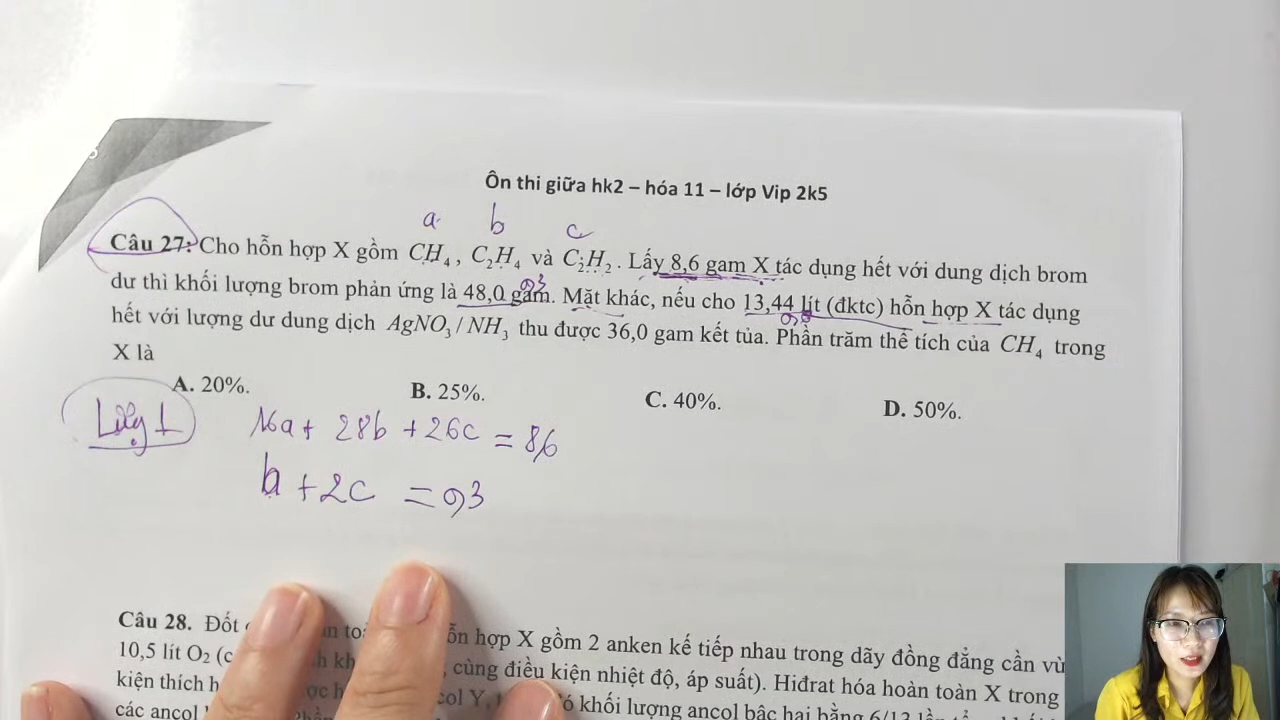 Ôn thi giữa hk2 – hóa 11 – lớp Vip 2k5
a b c
Câu 27: Cho hỗn hợp X gồm CH₄, C₂H₄ và C₂H₂. Lấy 8,6 gam X tác dụng hết với dung dịch brom
dư thì khối lượng brom phản ứng là 48,0 gam. Mặt khác, nếu cho 13,44 lít (đktc) hỗn hợp X tác dụng
0,3
hết với lượng dư dung dịch AgNO₃ / NH₃ thu được 36,0 gam kết tủa. Phần trăm thể tích của CH₄ trong
X là
A. 20%. B. 25%. C. 40%. D. 50%.
16a + 28b + 26c = 8,6
b + 2c = 0,3
Câu 28. Đốt hỗn hợp X gồm 2 anken kế tiếp nhau trong dãy đồng đẳng cần
10,5 lít O₂ cùng điều kiện nhiệt độ, áp suất). Hiđrat hóa hoàn toàn X trong
kiện thích Y, khối lượng ancol bậc hai bằng 6/13 lần
các ancol